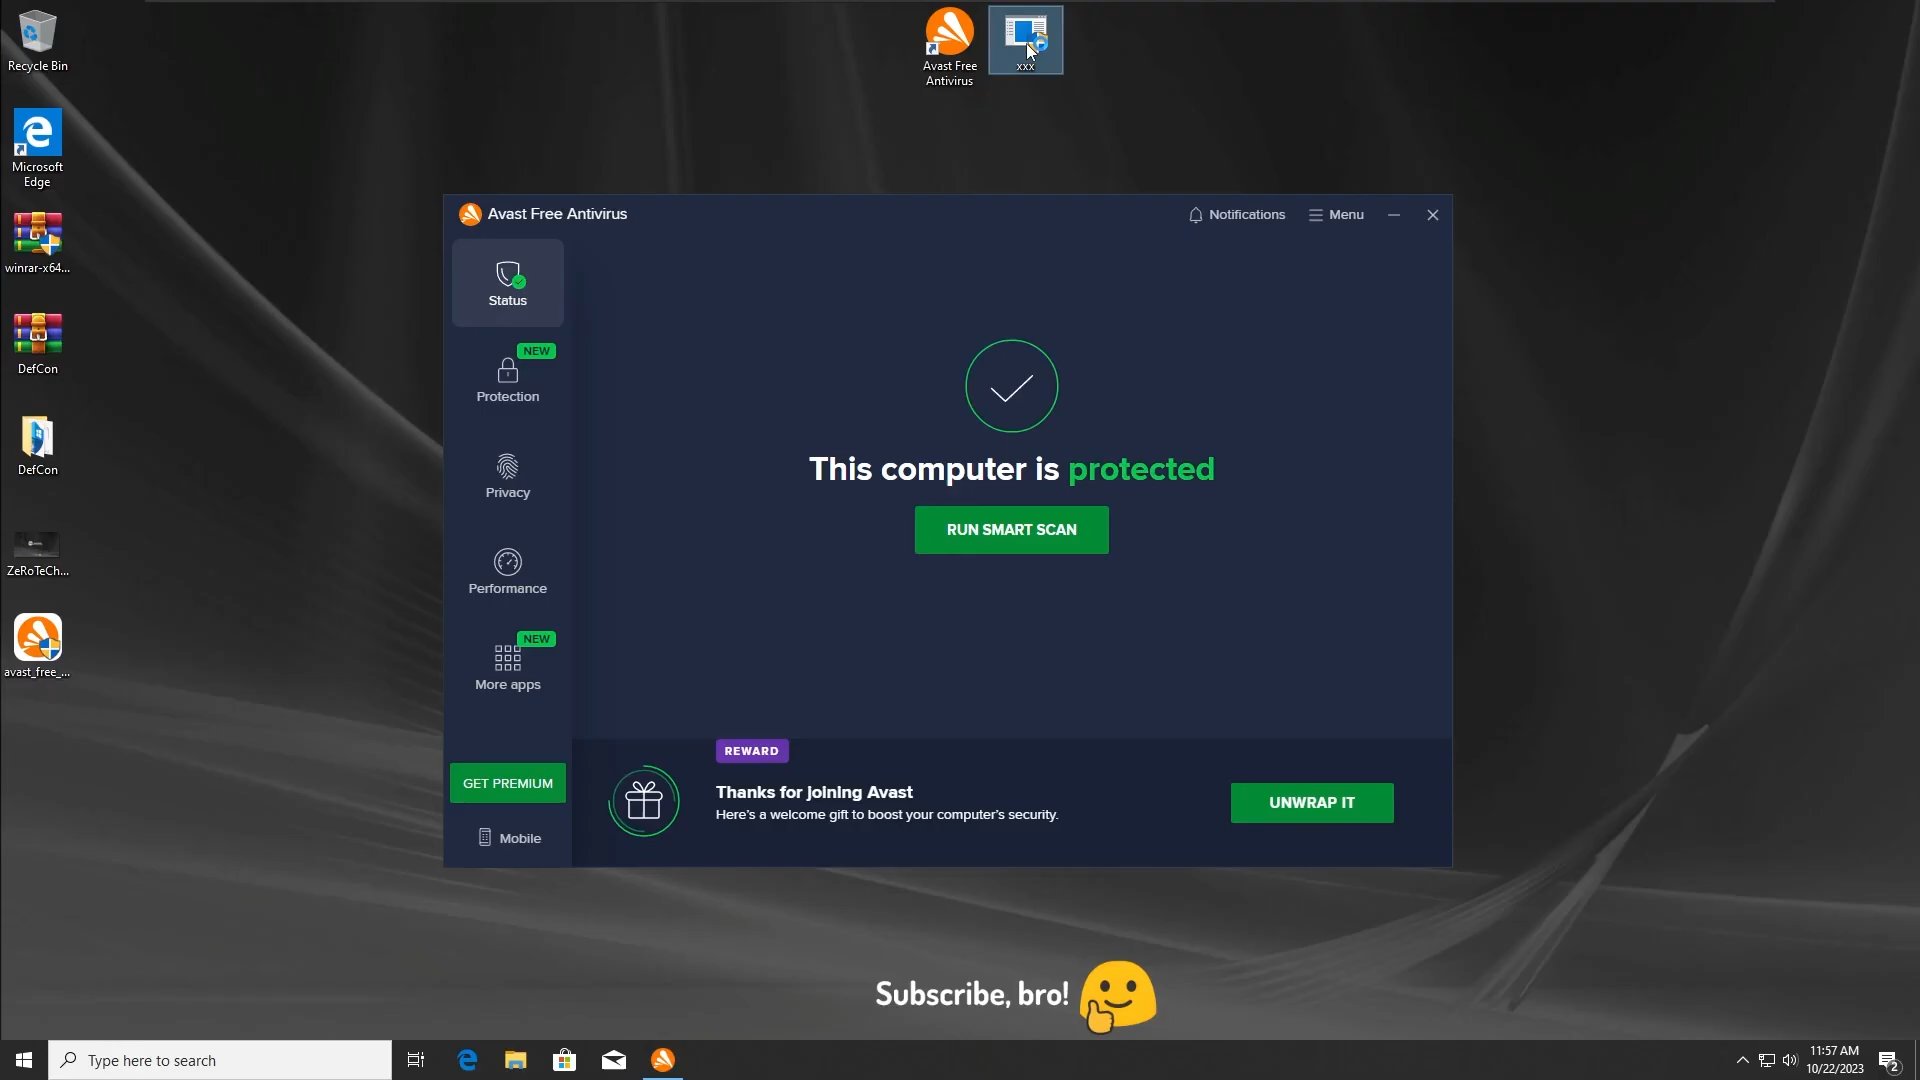 Recycle Bin
Avast Free
Antivirus
xxx
Microsoft
Edge
winrar-x64...
DefCon
DefCon
ZeRoTeCh...
avast_free_...
Avast Free Antivirus
Notifications
Menu
Status
NEW
Protection
Privacy
Performance
NEW
More apps
GET PREMIUM
Mobile
This computer is protected
RUN SMART SCAN
REWARD
Thanks for joining Avast
Here's a welcome gift to boost your computer's security.
UNWRAP IT
Subscribe, bro!
Type here to search
11:57 AM
10/22/2023
2